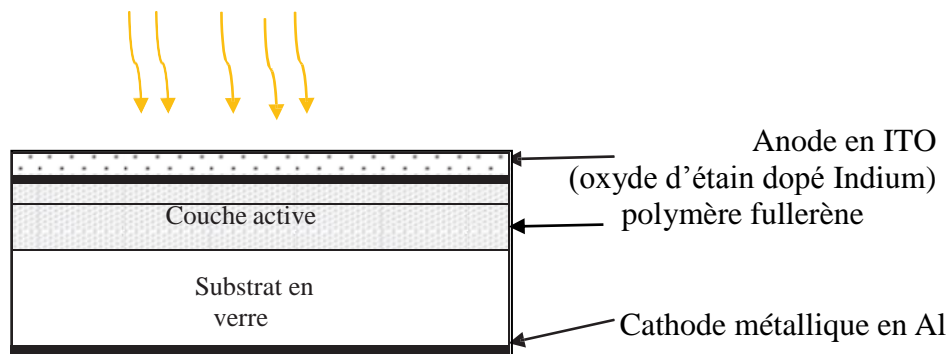 Anode en ITO
(oxyde d'étain dopé Indium)
Couche active
polymère fullerène
Substrat en
verre
Cathode métallique en Al